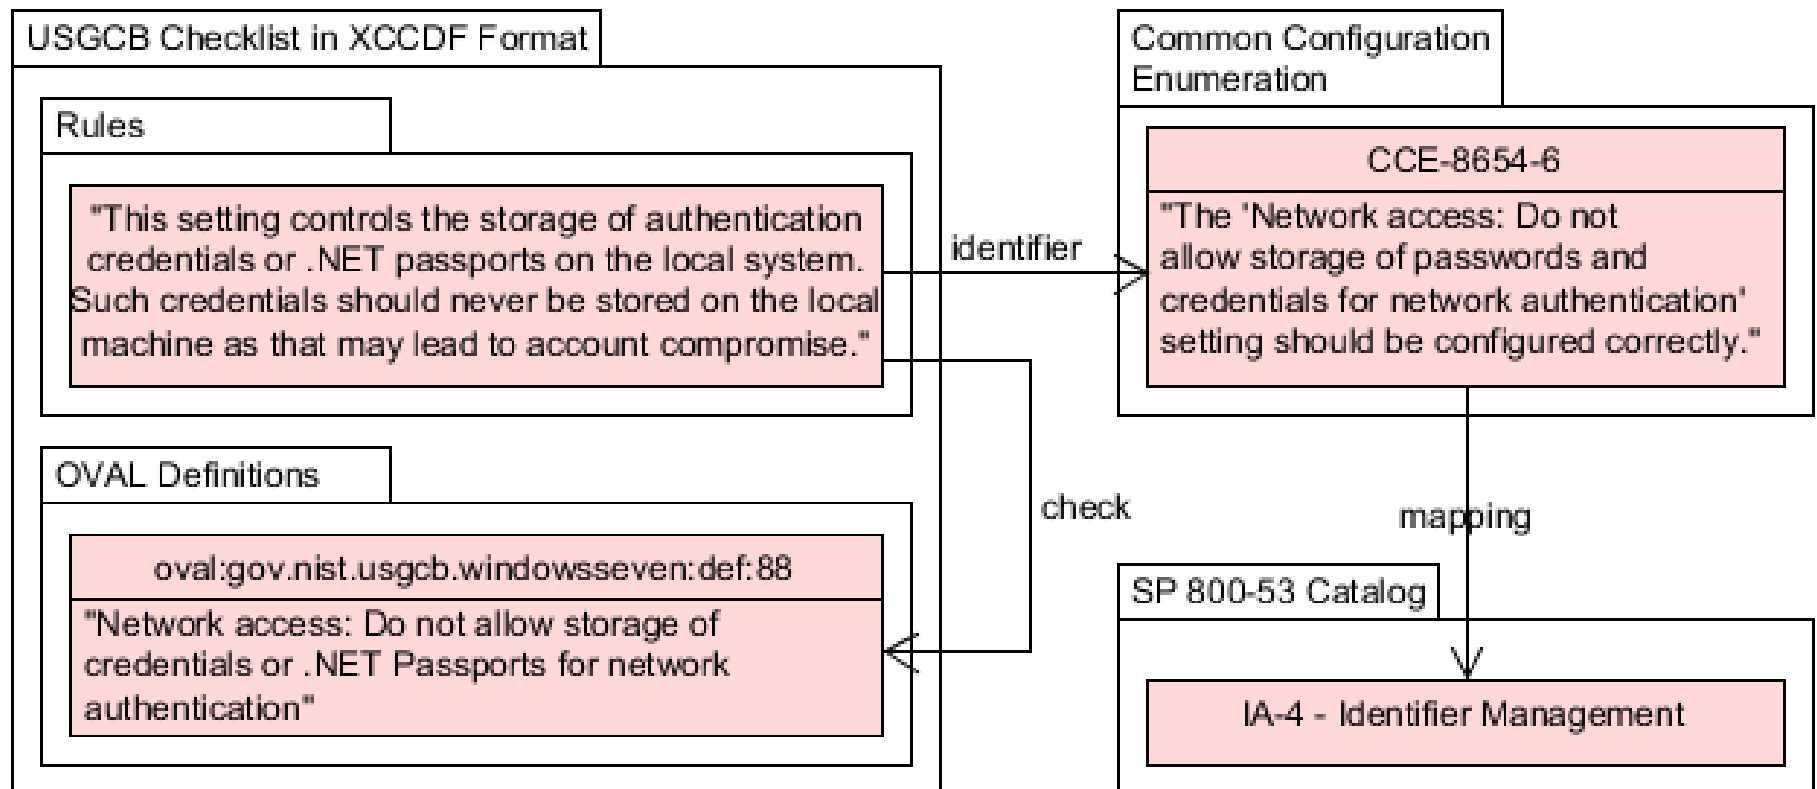 USGCB Checklist in XCCDF Format
Rules
"This setting controls the storage of authentication
credentials or .NET passports on the local system.
Such credentials should never be stored on the local
machine as that may lead to account compromise."
identifier
check
OVAL Definitions
oval:gov.nist.usgcb.windowsseven:def:88
"Network access: Do not allow storage of
credentials or .NET Passports for network
authentication"
Common Configuration
Enumeration
CCE-8654-6
"The 'Network access: Do not
allow storage of passwords and
credentials for network authentication'
setting should be configured correctly."
mapping
SP 800-53 Catalog
IA-4 - Identifier Management